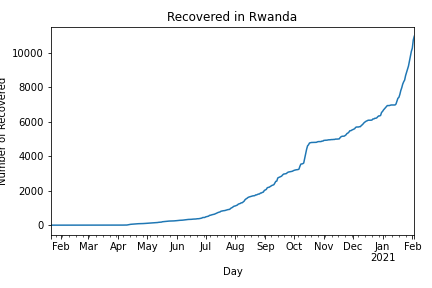 Recovered in Rwanda
Number of Recovered
10000
8000
6000
4000
2000
0
Feb Mar Apr May Jun Jul Aug Sep Oct Nov Dec Jan Feb
2021
Day